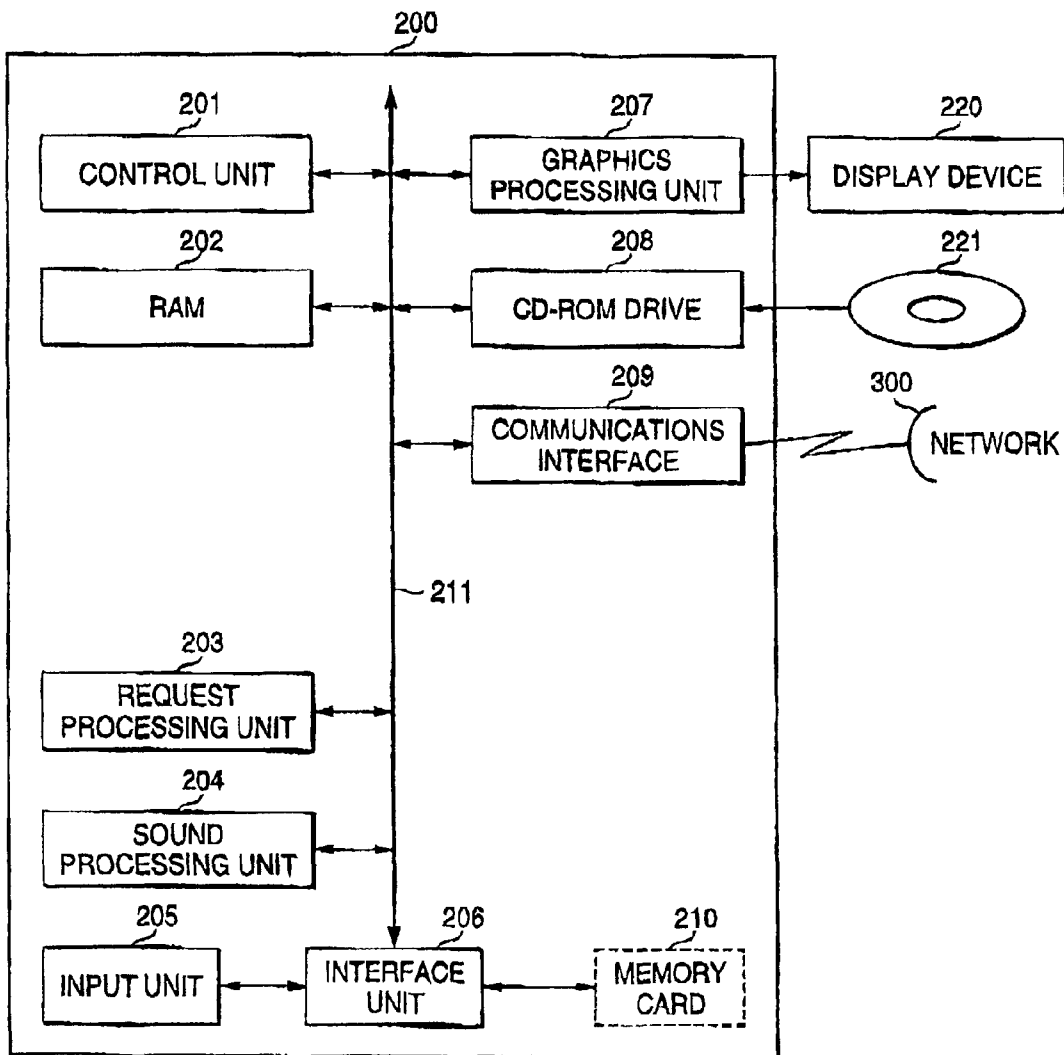 200
201
CONTROL UNIT
207
GRAPHICS
PROCESSING UNIT
220
DISPLAY DEVICE
202
RAM
208
CD-ROM DRIVE
221
209
COMMUNICATIONS
INTERFACE
300
NETWORK
211
203
REQUEST
PROCESSING UNIT
204
SOUND
PROCESSING UNIT
205
INPUT UNIT
206
INTERFACE
UNIT
210
MEMORY
CARD